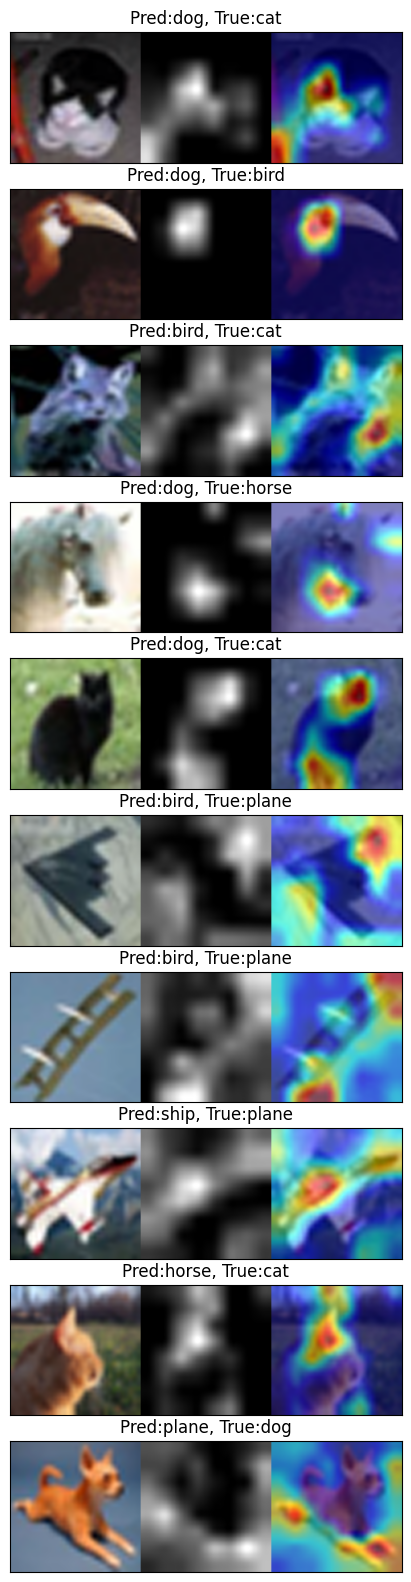 Pred:dog, True:cat
Pred:dog, True:bird
Pred:bird, True:cat
Pred:dog, True:horse
Pred:dog, True:cat
Pred:bird, True:plane
Pred:bird, True:plane
Pred:ship, True:plane
Pred:horse, True:cat
Pred:plane, True:dog